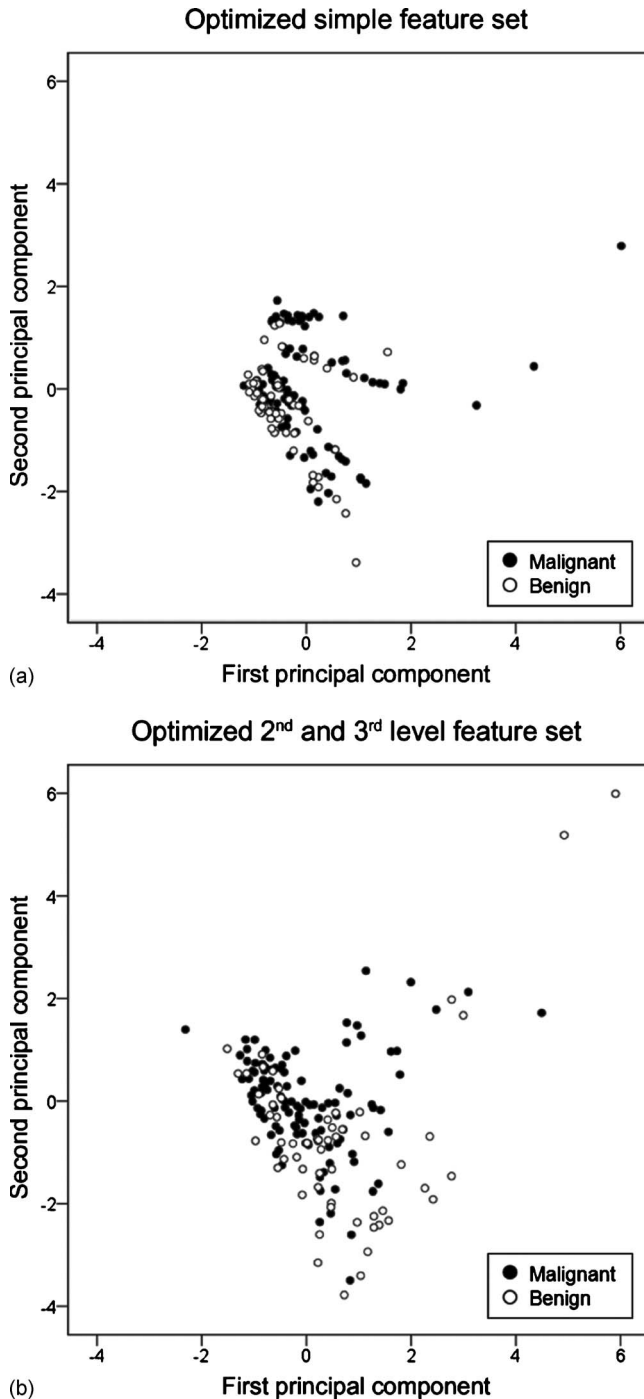 Optimized simple feature set
6
4
2
0
-2
-4
Second principal component
-4 -2 0 2 4 6
First principal component
Malignant
Benign
(a)
Optimized 2nd and 3rd level feature set
6
4
2
0
-2
-4
Second principal component
-4 -2 0 2 4 6
First principal component
Malignant
Benign
(b)